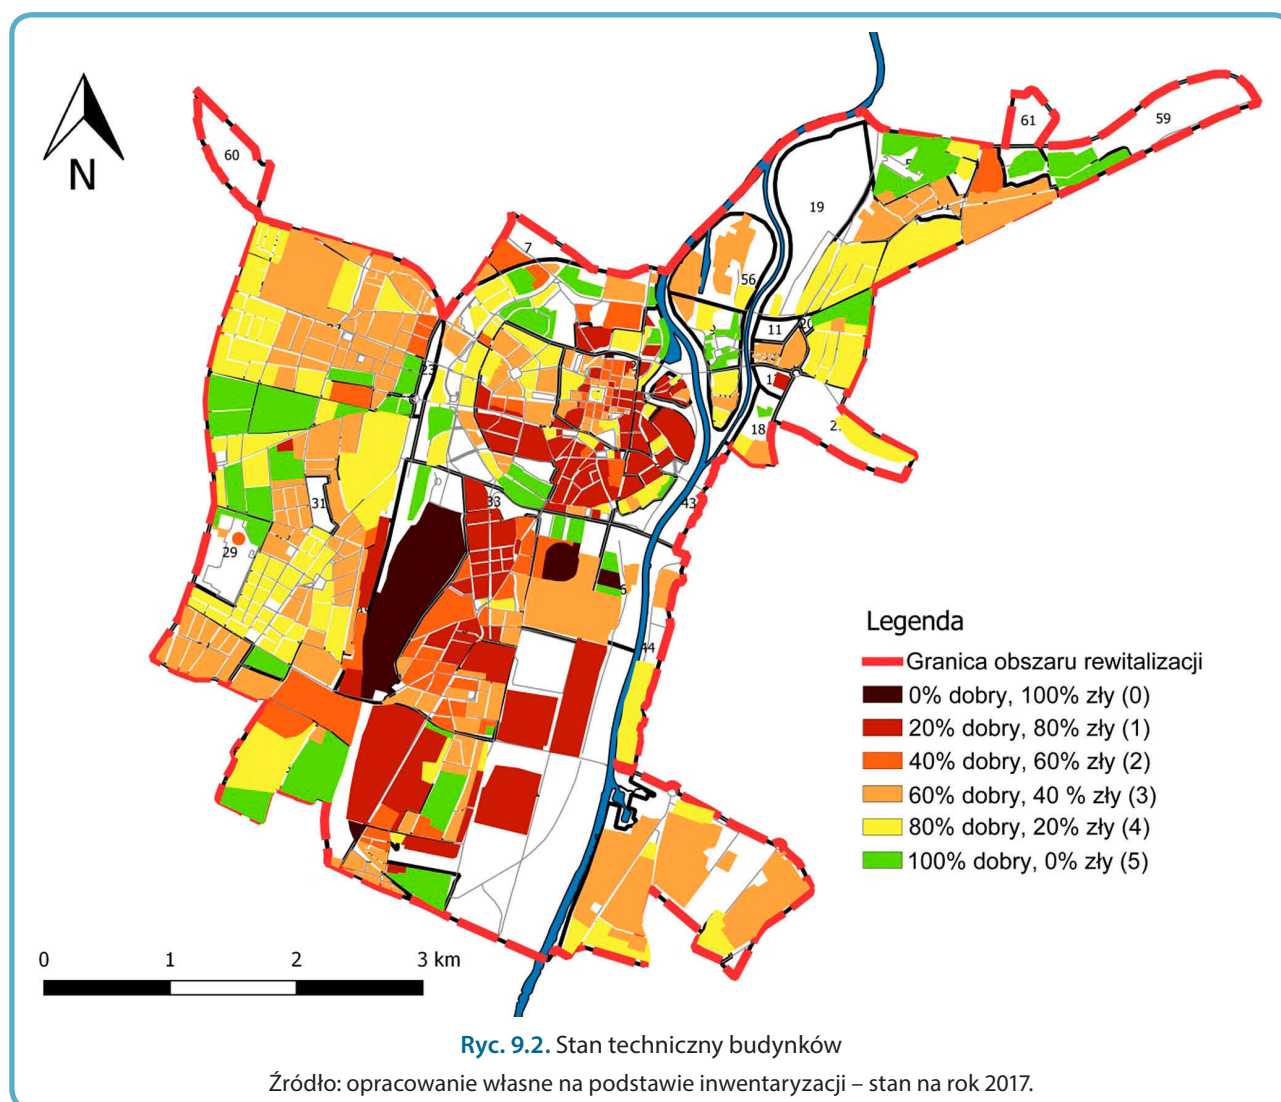 60
61
59
N
19
7
56
11
20
23
18
31
33
43
29
44
Legenda
Granica obszaru rewitalizacji
0% dobry, 100% zły (0)
20% dobry, 80% zły (1)
40% dobry, 60% zły (2)
60% dobry, 40 % zły (3)
80% dobry, 20% zły (4)
100% dobry, 0% zły (5)
0 1 2 3 km
Ryc. 9.2. Stan techniczny budynków
Źródło: opracowanie własne na podstawie inwentaryzacji – stan na rok 2017.